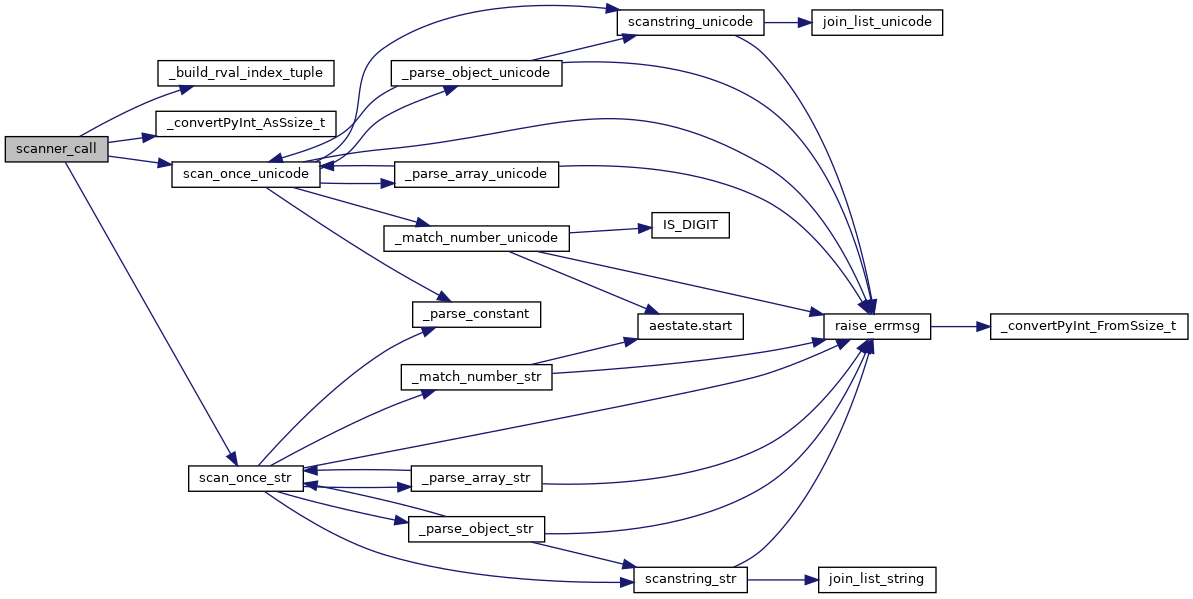 scanstring_unicode
join_list_unicode
_build_rval_index_tuple
_parse_object_unicode
_convertPyInt_AsSsize_t
scanner_call
scan_once_unicode
_parse_array_unicode
IS_DIGIT
_match_number_unicode
_parse_constant
aestate.start
raise_errmsg
_convertPyInt_FromSsize_t
_match_number_str
scan_once_str
_parse_array_str
_parse_object_str
scanstring_str
join_list_string